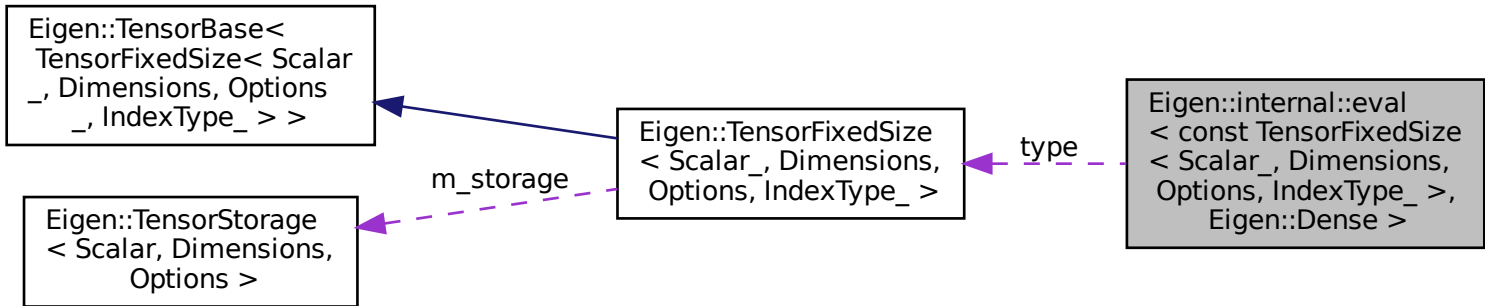 Eigen::TensorBase<
TensorFixedSize< Scalar
_, Dimensions, Options
_, IndexType_ > >
Eigen::TensorStorage
< Scalar, Dimensions,
Options >
m_storage
Eigen::TensorFixedSize
< Scalar_, Dimensions,
Options, IndexType_ >
type
Eigen::internal::eval
< const TensorFixedSize
< Scalar_, Dimensions,
Options, IndexType_ >,
Eigen::Dense >